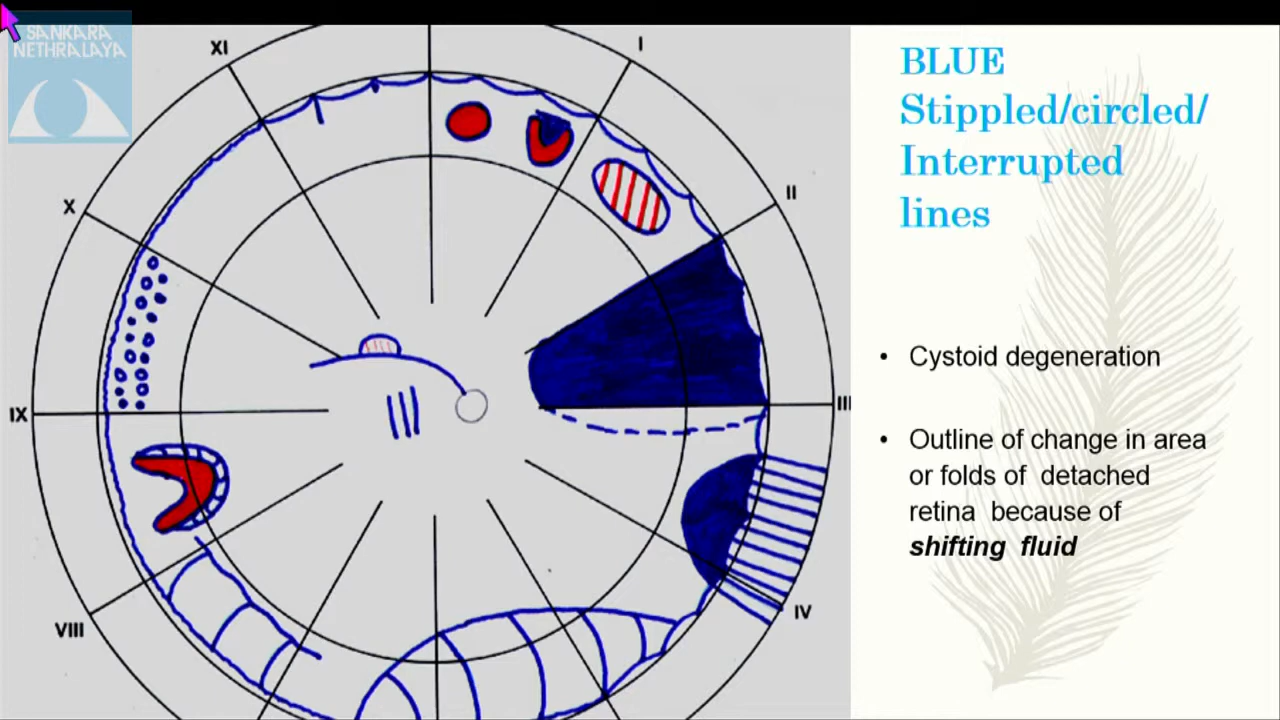 SANKARA
NETHRALAYA
XI
I
X
II
IX
III
VIII
IV
BLUE
Stippled/circled/
Interrupted
lines
• Cystoid degeneration
• Outline of change in area
or folds of detached
retina because of
shifting fluid